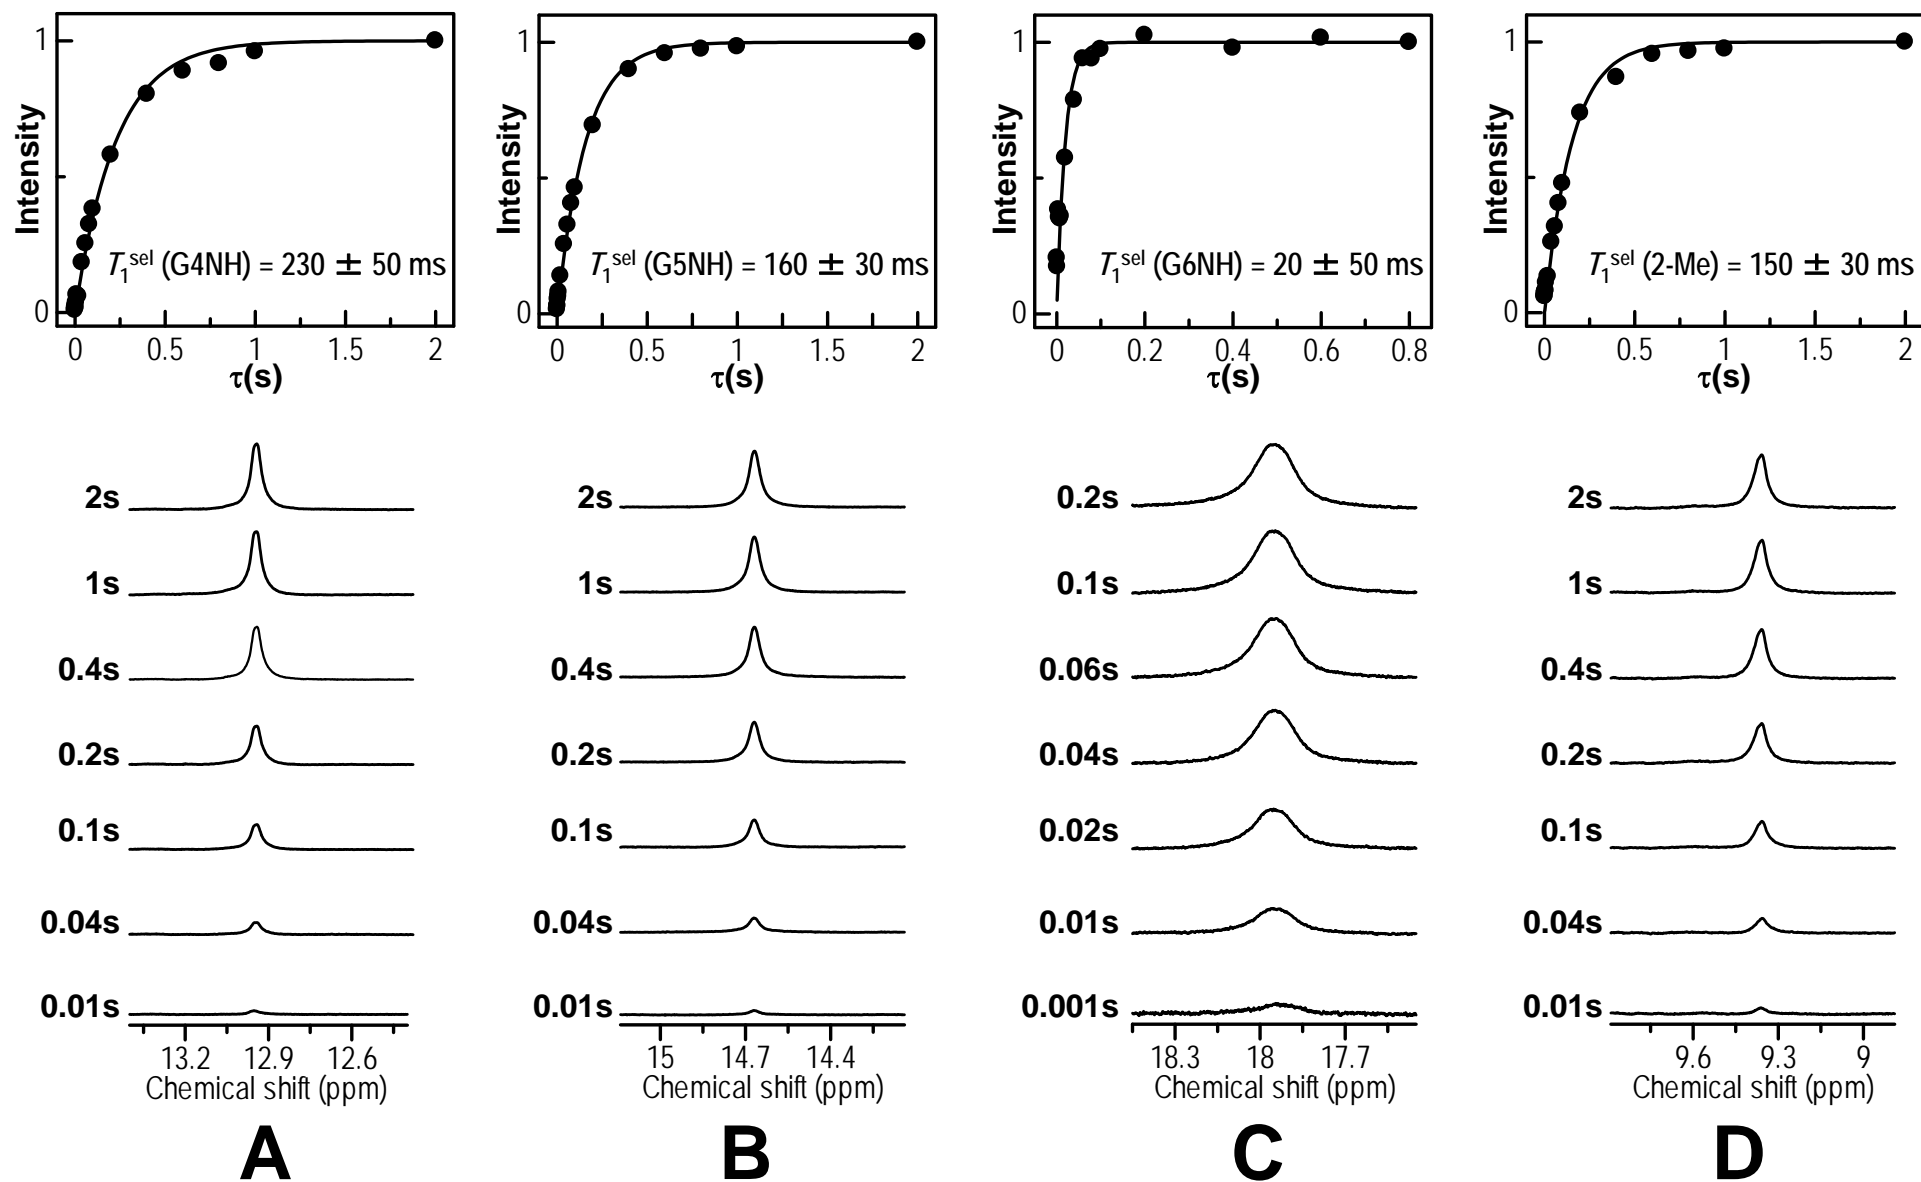 1
Intensity
T1sel (G4NH) = 230 ± 50 ms
0
0 0.5 1 1.5 2
τ(s)
2s
1s
0.4s
0.2s
0.1s
0.04s
0.01s
13.2 12.9 12.6
Chemical shift (ppm)
A
1
Intensity
T1sel (G5NH) = 160 ± 30 ms
0
0 0.5 1 1.5 2
τ(s)
2s
1s
0.4s
0.2s
0.1s
0.04s
0.01s
15 14.7 14.4
Chemical shift (ppm)
B
1
Intensity
T1sel (G6NH) = 20 ± 50 ms
0
0 0.2 0.4 0.6 0.8
τ(s)
0.2s
0.1s
0.06s
0.04s
0.02s
0.01s
0.001s
18.3 18 17.7
Chemical shift (ppm)
C
1
Intensity
T1sel (2-Me) = 150 ± 30 ms
0
0 0.5 1 1.5 2
τ(s)
2s
1s
0.4s
0.2s
0.1s
0.04s
0.01s
9.6 9.3 9
Chemical shift (ppm)
D